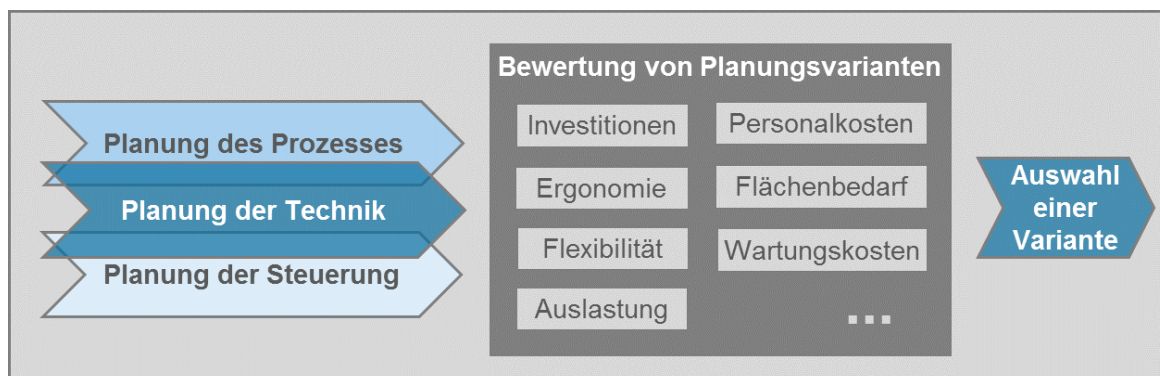 Planung des Prozesses
Planung der Technik
Planung der Steuerung
Bewertung von Planungsvarianten
Investitionen
Personalkosten
Ergonomie
Flächenbedarf
Flexibilität
Wartungskosten
Auslastung
...
Auswahl
einer
Variante